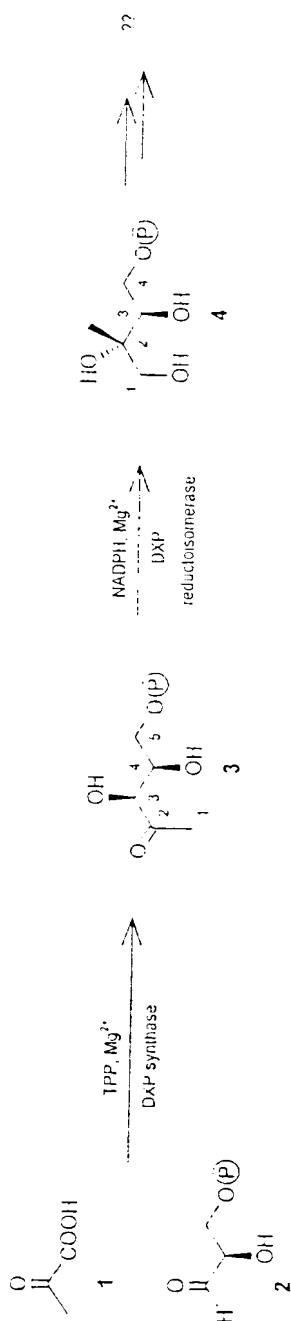 O
COOH
1
O
H
OH
O(P)
2
TPP, Mg²⁺
DXP synthase
OH
O
1
2
3
4
5
O(P)
OH
3
NADPH, Mg²⁺
DXP
reductoisomerase
HO
1
2
3
4
O(P)
OH
OH
4
??